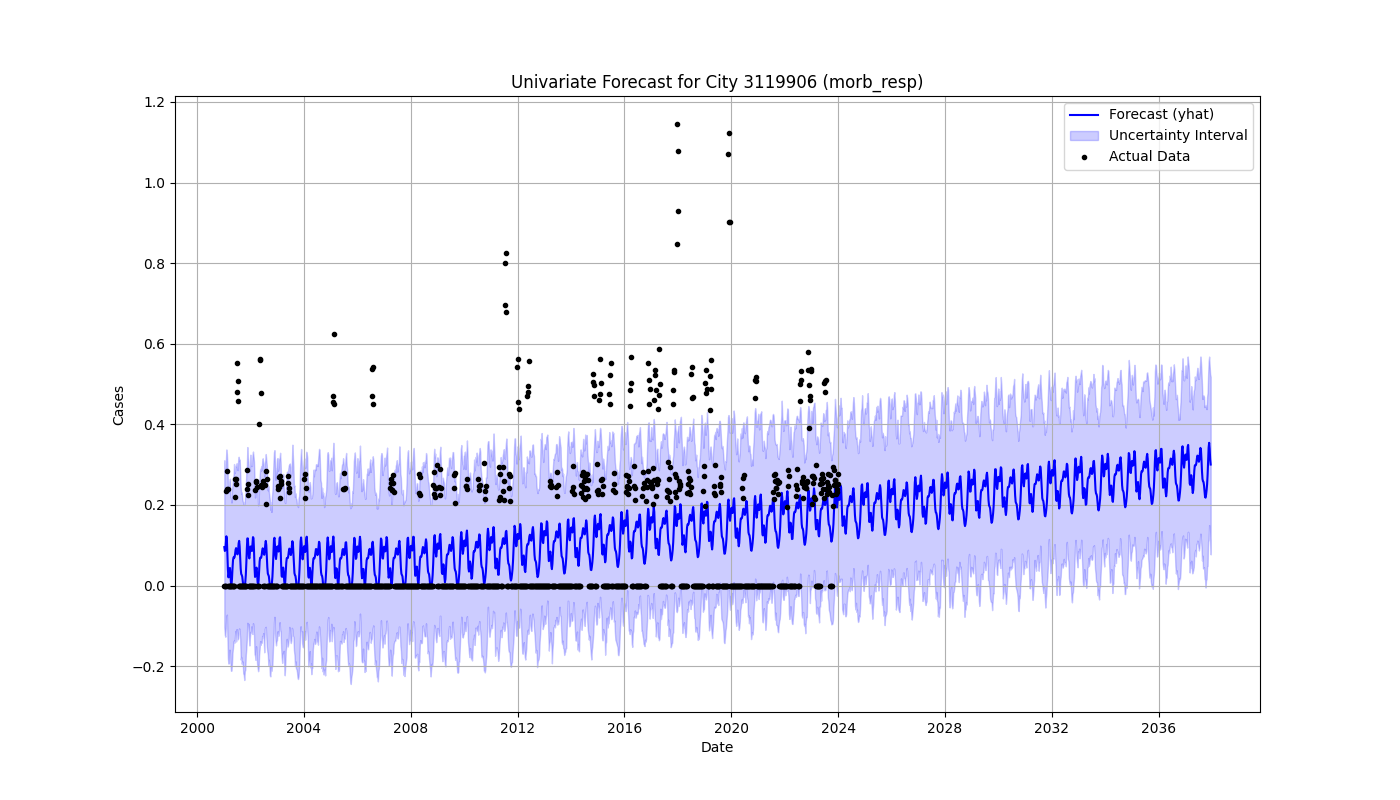 Univariate Forecast for City 3119906 (morb_resp)
Forecast (yhat)
Uncertainty Interval
Actual Data
Cases
1.2
1.0
0.8
0.6
0.4
0.2
0.0
−0.2
2000 2004 2008 2012 2016 2020 2024 2028 2032 2036
Date